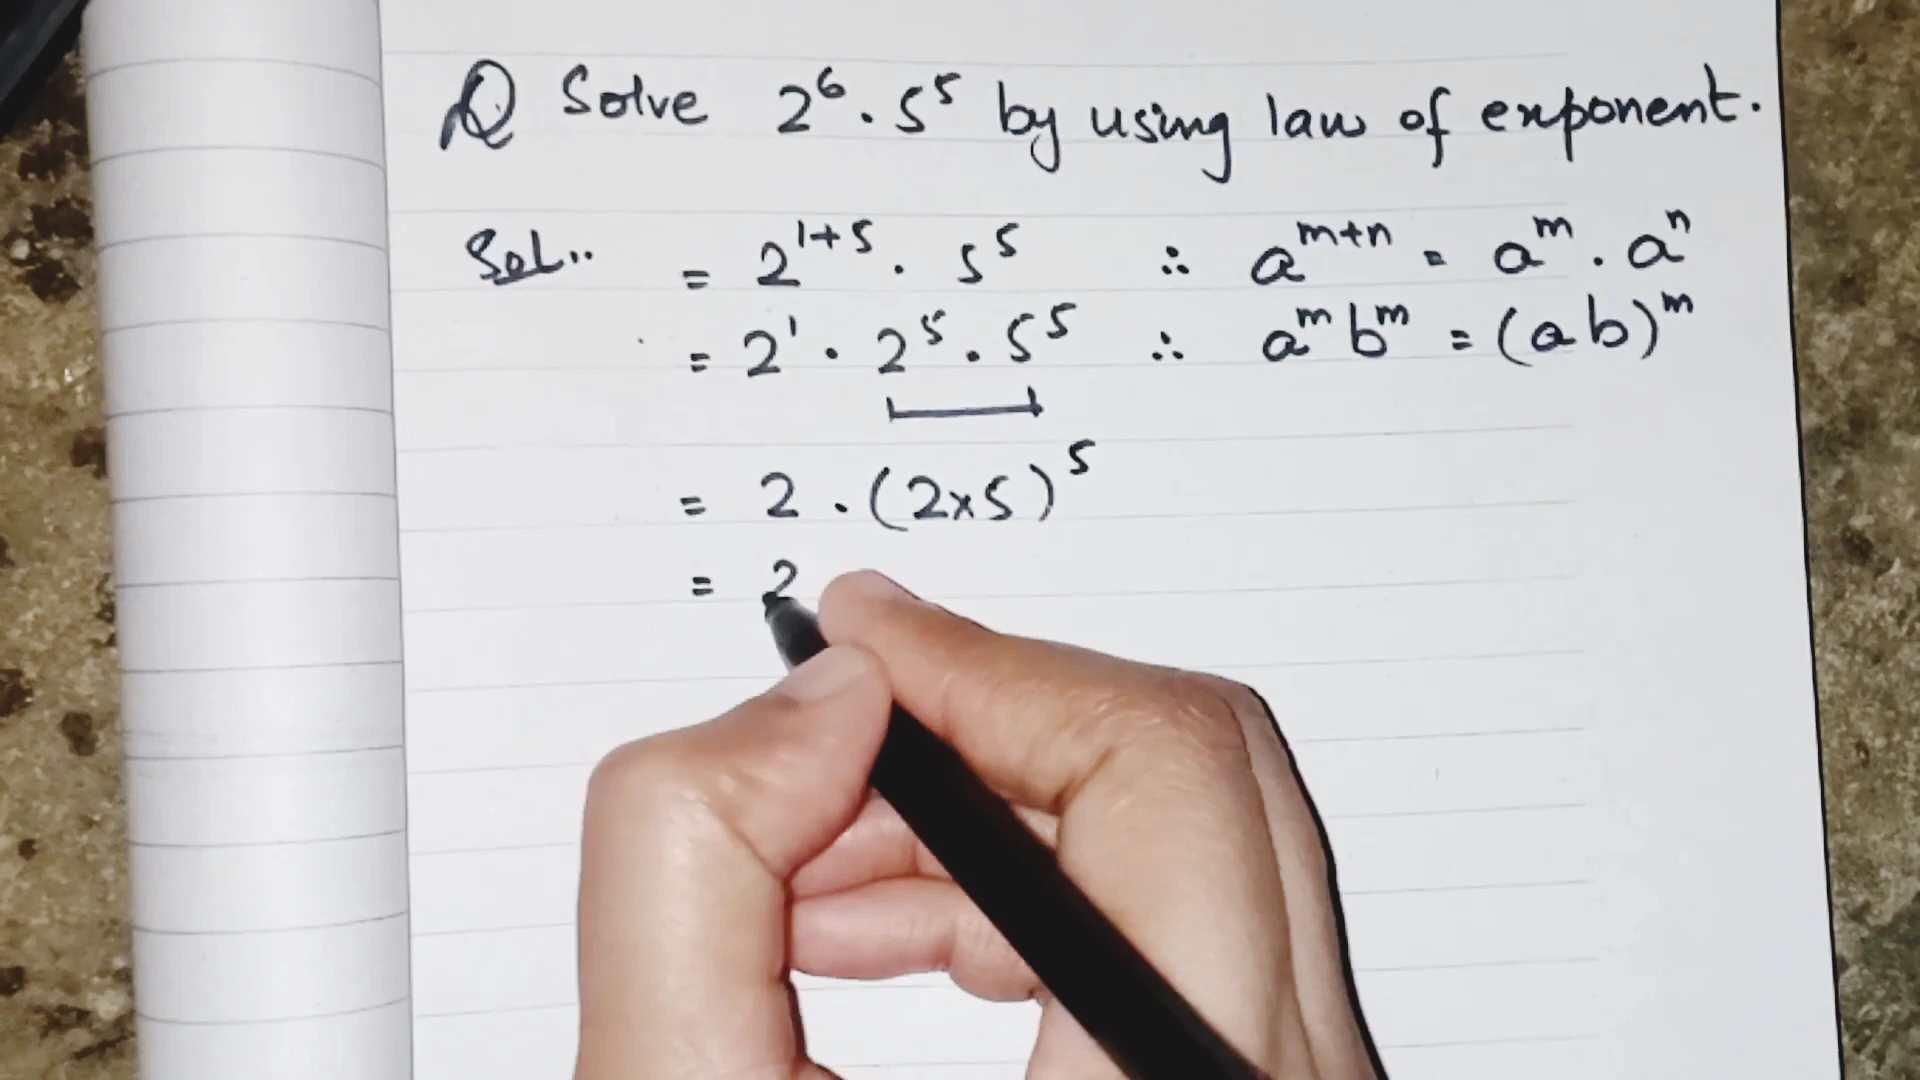 Q Solve 2⁶ · 5⁵ by using law of exponent.
Sol.. = 2¹⁺⁵ · 5⁵ ∴ aᵐ⁺ⁿ = aᵐ · aⁿ
= 2¹ · 2⁵ · 5⁵ ∴ aᵐ bᵐ = (ab)ᵐ
= 2 · (2×5)⁵
= 2